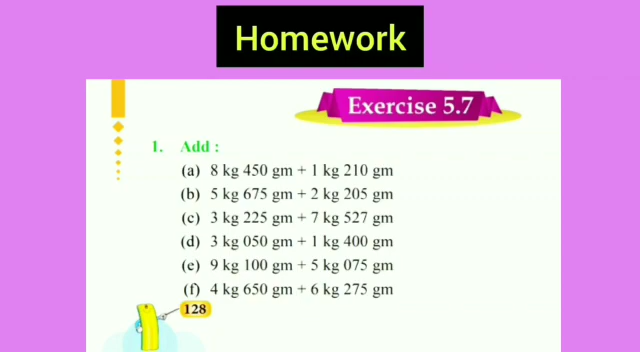 Homework
Exercise 5.7
1. Add :
(a) 8 kg 450 gm + 1 kg 210 gm
(b) 5 kg 675 gm + 2 kg 205 gm
(c) 3 kg 225 gm + 7 kg 527 gm
(d) 3 kg 050 gm + 1 kg 400 gm
(e) 9 kg 100 gm + 5 kg 075 gm
(f) 4 kg 650 gm + 6 kg 275 gm
128